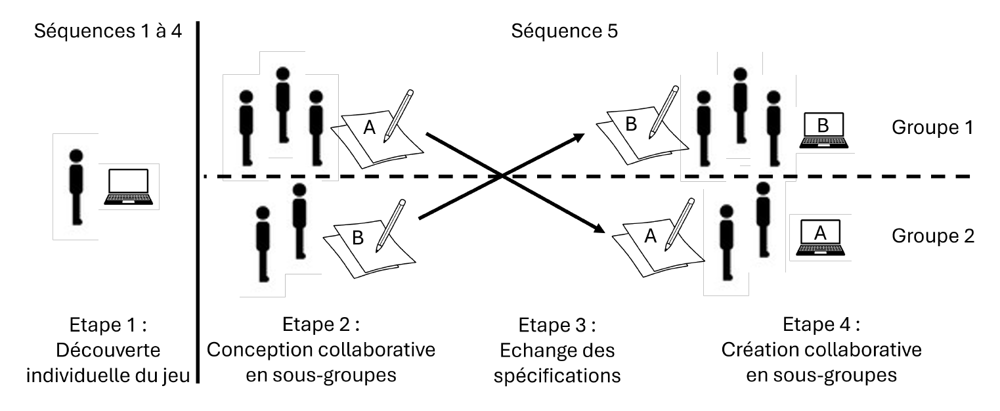 Séquences 1 à 4
Séquence 5
A
B
B
Groupe 1
B
A
A
Groupe 2
Etape 1 :
Découverte
individuelle du jeu
Etape 2 :
Conception collaborative
en sous-groupes
Etape 3 :
Echange des
spécifications
Etape 4 :
Création collaborative
en sous-groupes